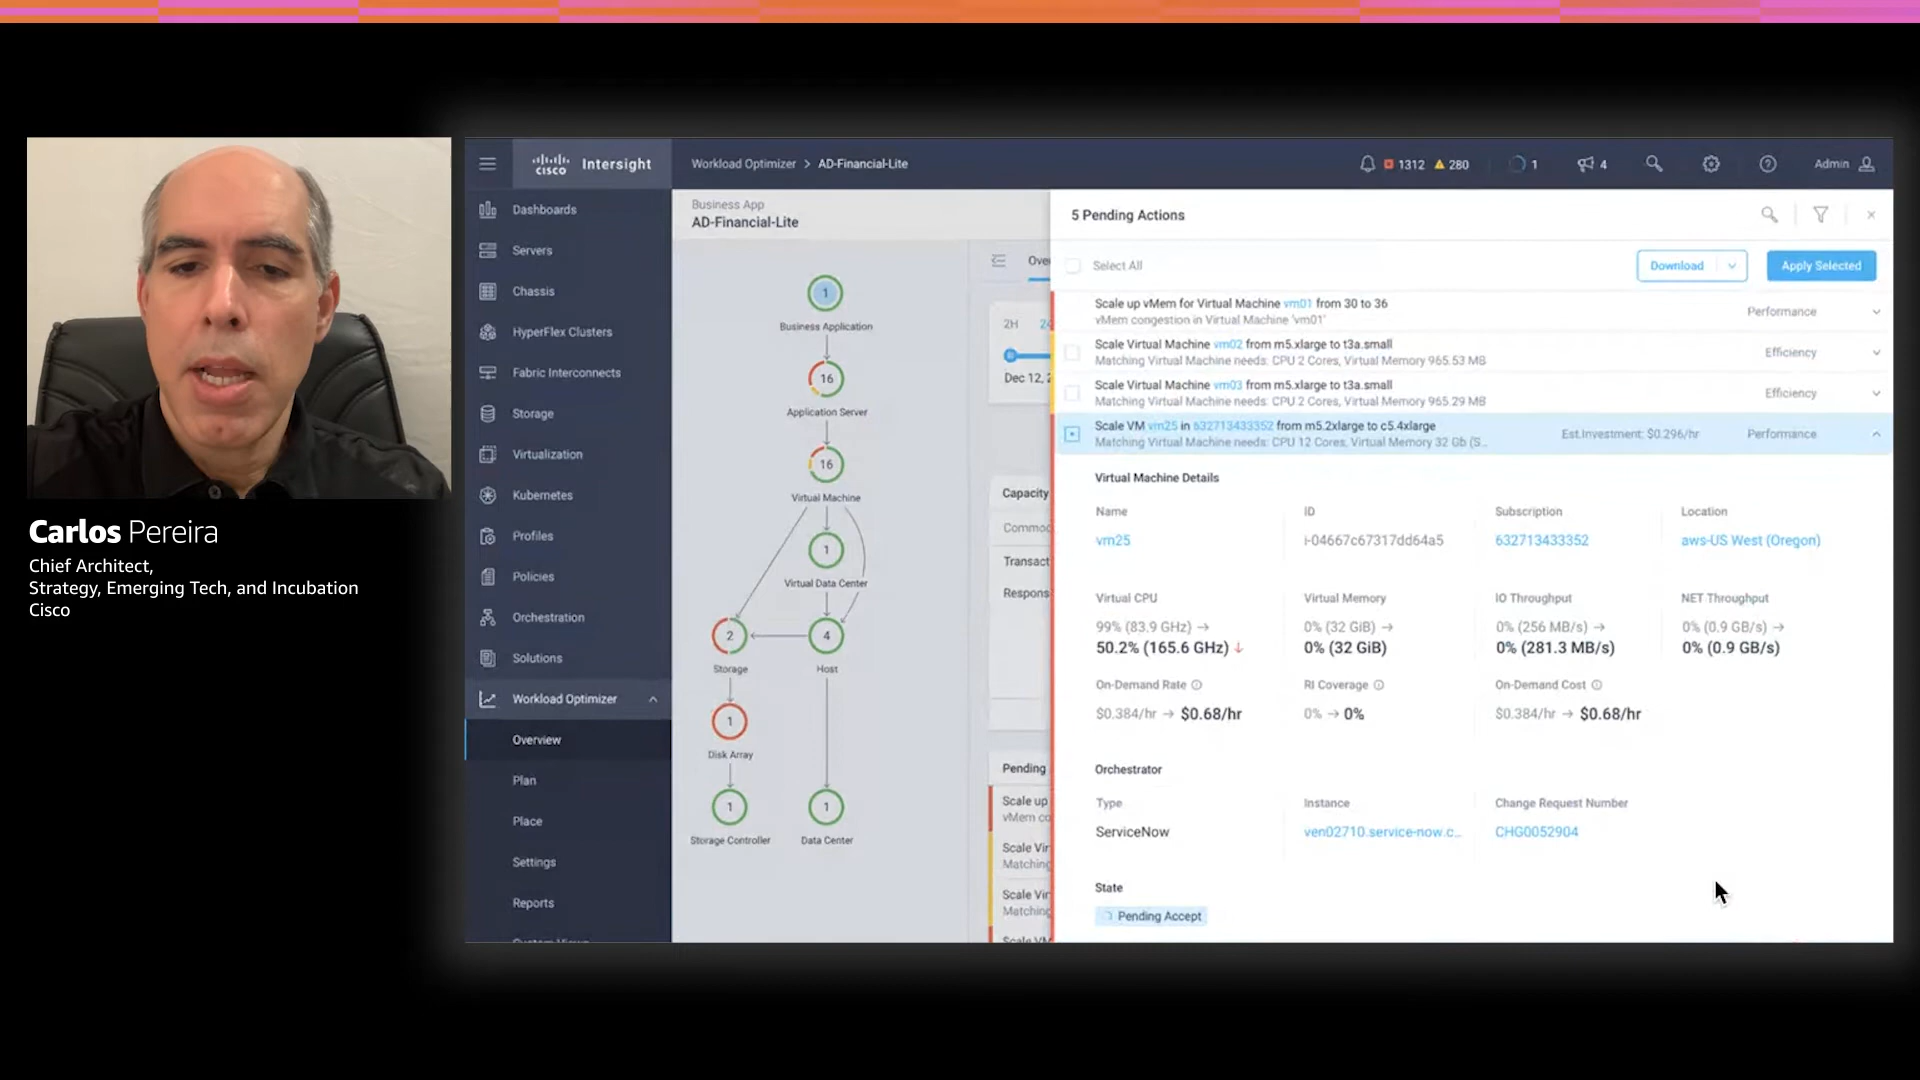 Carlos Pereira
Chief Architect,
Strategy, Emerging Tech, and Incubation
Cisco
cisco Intersight
Workload Optimizer > AD-Financial-Lite
1312 280 1 4 Admin
Dashboards
Servers
Chassis
HyperFlex Clusters
Fabric Interconnects
Storage
Virtualization
Kubernetes
Profiles
Policies
Orchestration
Solutions
Workload Optimizer
Overview
Plan
Place
Settings
Reports
Business App
AD-Financial-Lite
1
Business Application
16
Application Server
16
Virtual Machine
1
Virtual Data Center
2
Storage
4
Host
1
Disk Array
1
Storage Controller
1
Data Center
Ove
2H 24
Dec 12, 2
Capacity
Commod
Transact
Respons
Pending
Scale up
vMem co
Scale Vir
Matching
Scale Vir
Matching
Scale VM
5 Pending Actions
Select All
Download
Apply Selected
Scale up vMem for Virtual Machine vm01 from 30 to 36
vMem congestion in Virtual Machine 'vm01'
Performance
Scale Virtual Machine vm02 from m5.xlarge to t3a.small
Matching Virtual Machine needs: CPU 2 Cores, Virtual Memory 965.53 MB
Efficiency
Scale Virtual Machine vm03 from m5.xlarge to t3a.small
Matching Virtual Machine needs: CPU 2 Cores, Virtual Memory 965.29 MB
Efficiency
Scale VM vm25 in 632713433352 from m5.2xlarge to c5.4xlarge
Matching Virtual Machine needs: CPU 12 Cores, Virtual Memory 32 Gb (S...
Est.Investment: $0.296/hr
Performance
Virtual Machine Details
Name ID Subscription Location
vm25 i-04667c67317dd64a5 632713433352 aws-US West (Oregon)
Virtual CPU Virtual Memory IO Throughput NET Throughput
99% (83.9 GHz) → 0% (32 GiB) → 0% (256 MB/s) → 0% (0.9 GB/s) →
50.2% (165.6 GHz) ↓ 0% (32 GiB) 0% (281.3 MB/s) 0% (0.9 GB/s)
On-Demand Rate RI Coverage On-Demand Cost
$0.384/hr → $0.68/hr 0% → 0% $0.384/hr → $0.68/hr
Orchestrator
Type Instance Change Request Number
ServiceNow ven02710.service-now.c... CHG0052904
State
Pending Accept